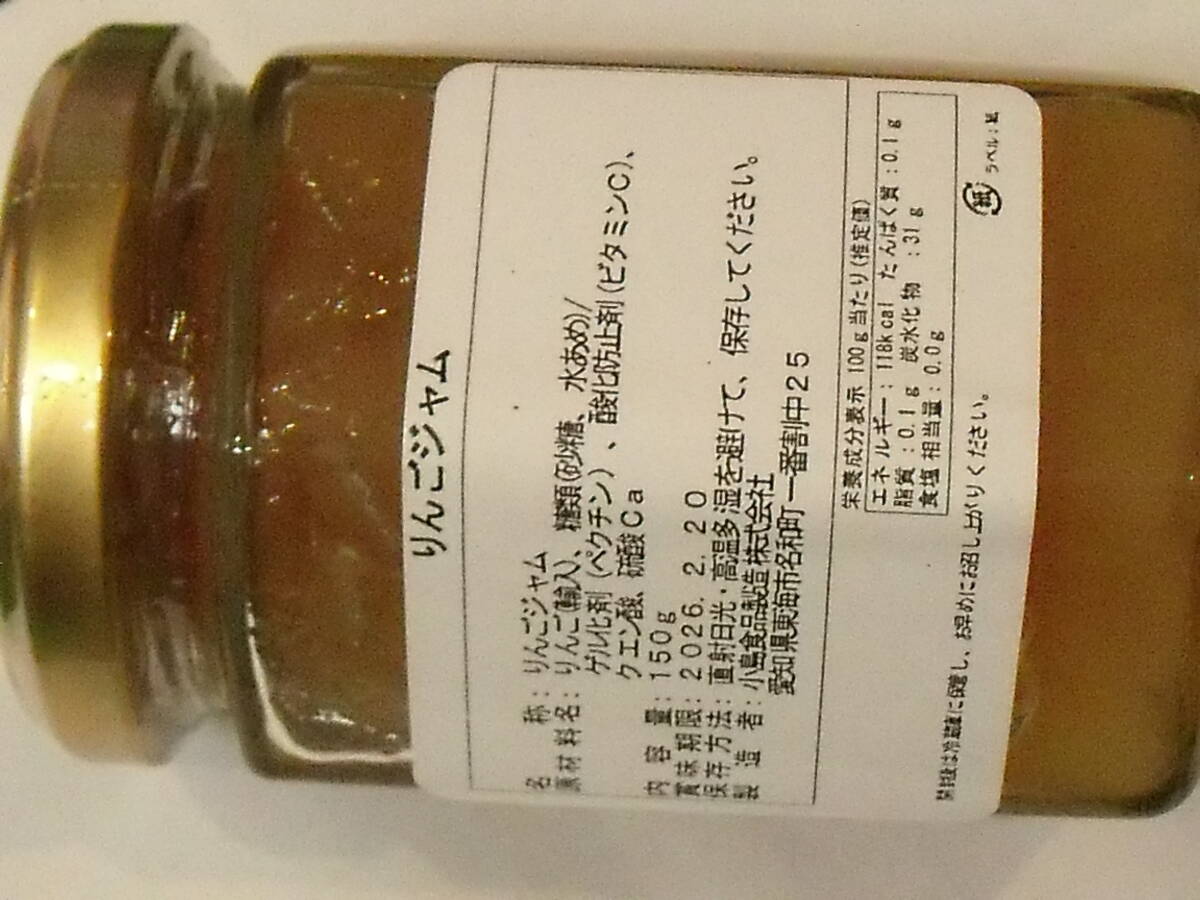 りんごジャム
名称：りんごジャム
原材料名：りんご(輸入)、糖類(砂糖、水あめ)/
ゲル化剤(ペクチン)、酸化防止剤(ビタミンC)、
クエン酸、硫酸Ca
内容量：150g
賞味期限：2026.2.20
保存方法：直射日光・高温多湿を避けて、保存してください。
製造者：小島食品製造株式会社
愛知県東海市名和町一番割中25
栄養成分表示 100g当たり(推定値)
エネルギー：118kcal たんぱく質：0.1g
脂質：0.1g 炭水化物：31g
食塩相当量：0.0g
開封後は冷蔵庫に保管し、お早めにお召し上がりください。
紙 ラベル：紙